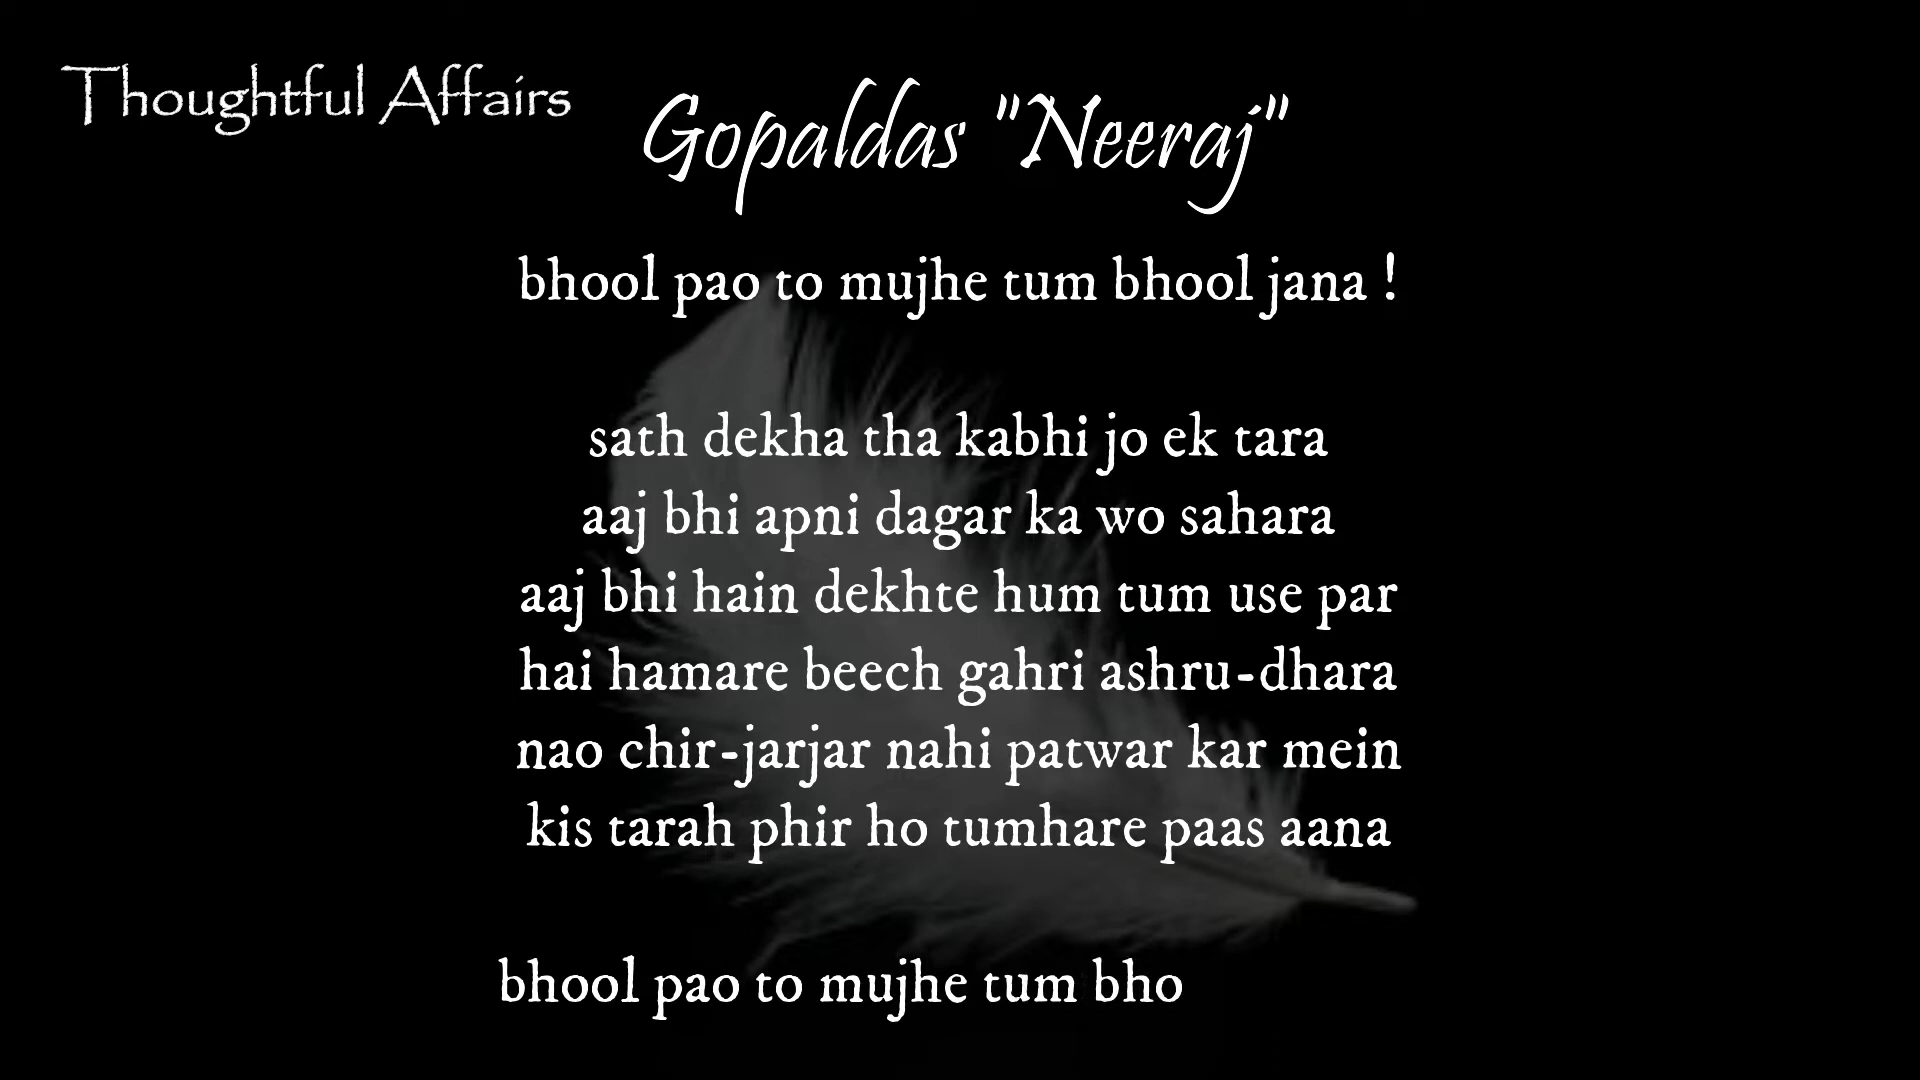 Thoughtful Affairs
Gopaldas "Neeraj"
bhool pao to mujhe tum bhool jana !
sath dekha tha kabhi jo ek tara
aaj bhi apni dagar ka wo sahara
aaj bhi hain dekhte hum tum use par
hai hamare beech gahri ashru-dhara
nao chir-jarjar nahi patwar kar mein
kis tarah phir ho tumhare paas aana
bhool pao to mujhe tum bho